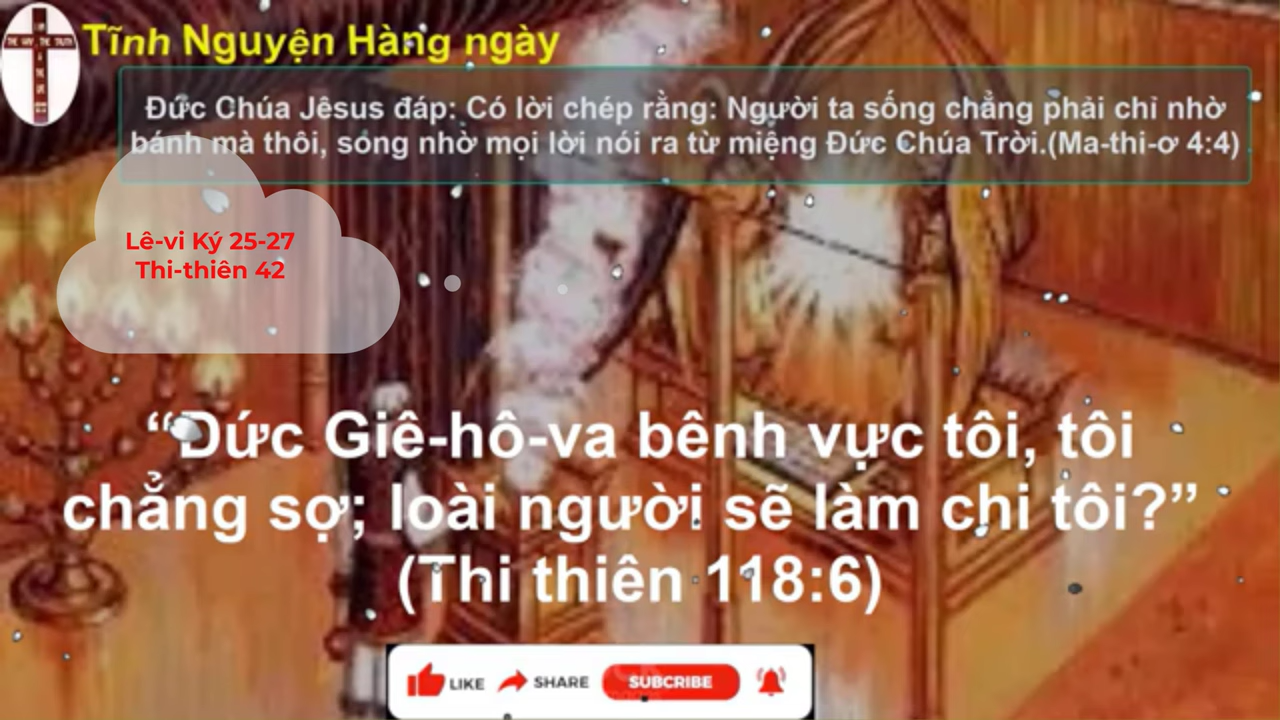 Tĩnh Nguyện Hàng ngày
Đức Chúa Jêsus đáp: Có lời chép rằng: Người ta sống chẳng phải chỉ nhờ
bánh mà thôi, sóng nhờ mọi lời nói ra từ miệng Đức Chúa Trời.(Ma-thi-ơ 4:4)
Lê-vi Ký 25-27
Thi-thiên 42
“Đức Giê-hô-va bênh vực tôi, tôi
chẳng sợ; loài người sẽ làm chi tôi?”
(Thi thiên 118:6)
LIKE SHARE SUBCRIBE